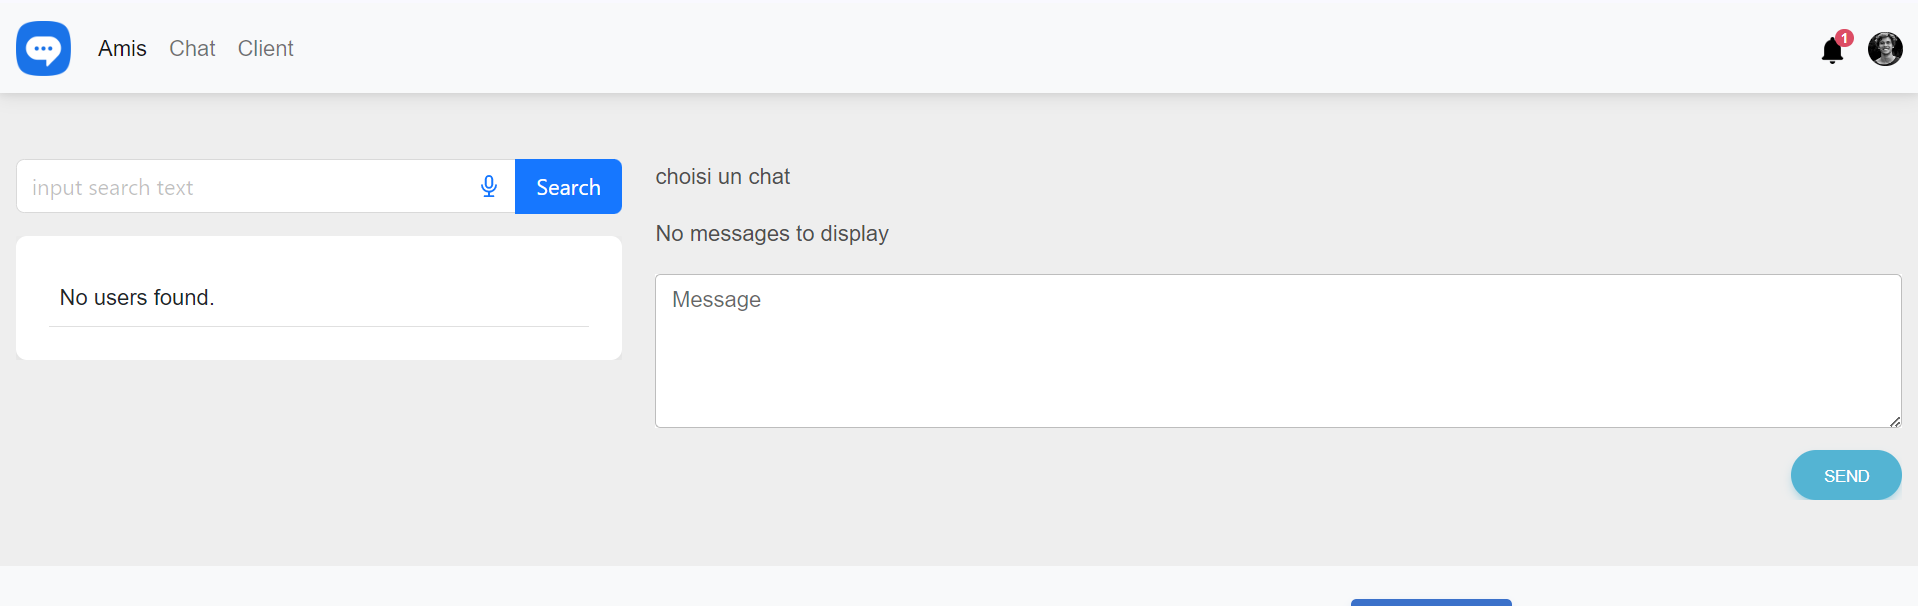 Amis Chat Client 1
input search text Search
No users found.
choisi un chat
No messages to display
Message
SEND